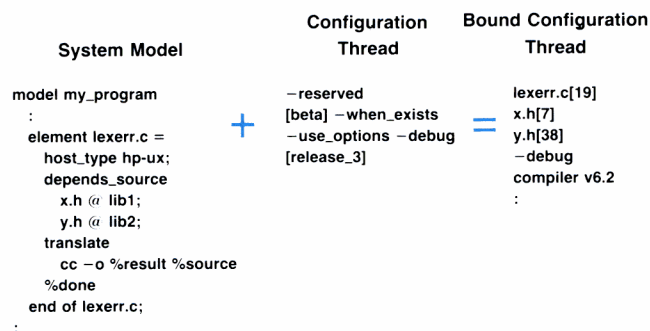 System Model
model my_program
:
element lexerr.c =
host_type hp-ux;
depends_source
x.h @ lib1;
y.h @ lib2;
translate
cc –o %result %source
%done
end of lexerr.c;
.
+
Configuration
Thread
–reserved
[beta] –when_exists
–use_options –debug
[release_3]
=
Bound Configuration
Thread
lexerr.c[19]
x.h[7]
y.h[38]
–debug
compiler v6.2
: